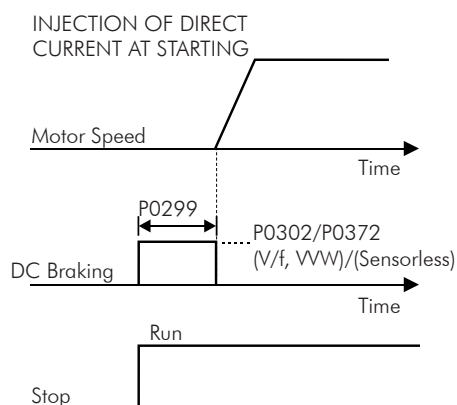 INJECTION OF DIRECT
CURRENT AT STARTING
Motor Speed
Time
P0299
P0302/P0372
(V/f, VVW)/(Sensorless)
DC Braking
Time
Run
Stop